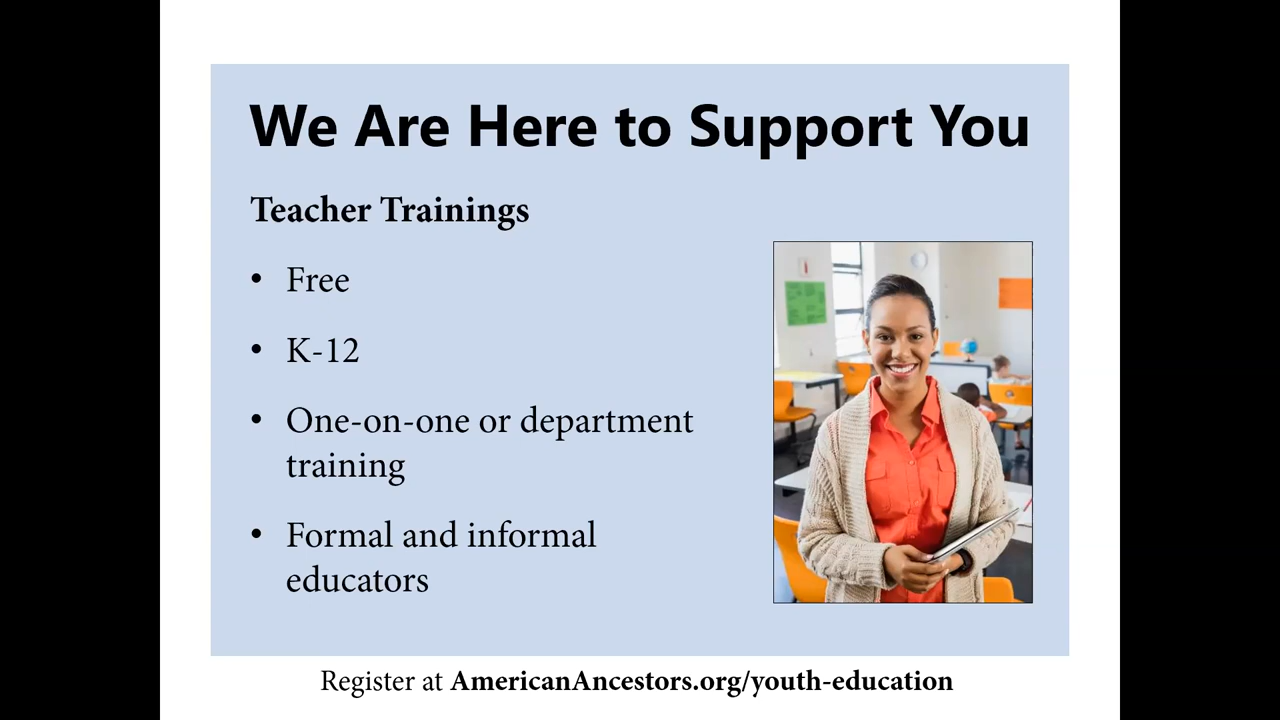 We Are Here to Support You
Teacher Trainings
• Free
• K-12
• One-on-one or department
training
• Formal and informal
educators
Register at AmericanAncestors.org/youth-education